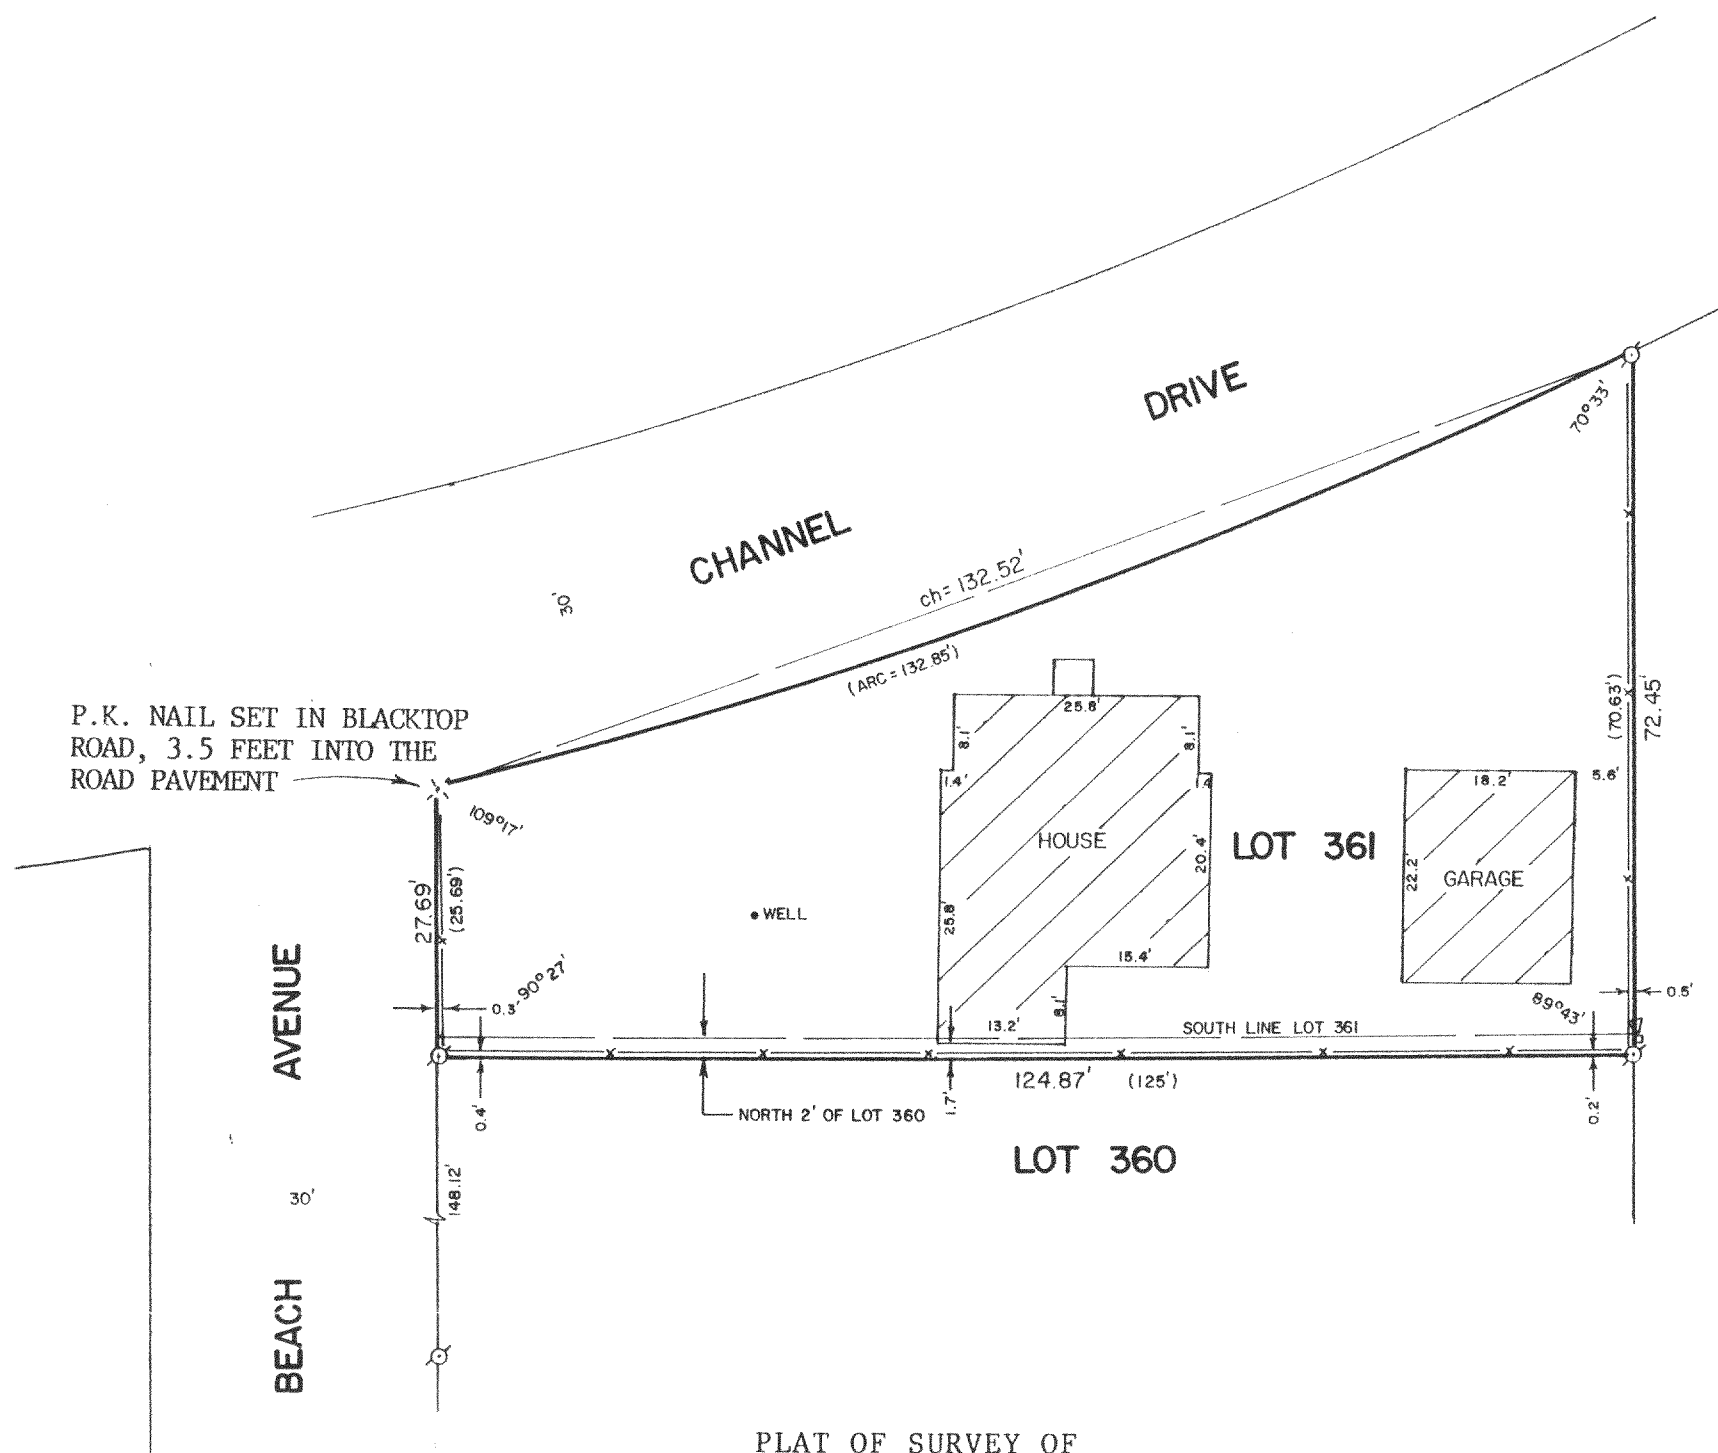 DRIVE
70°33'
CHANNEL
ch= 132.52'
30'
(ARC = 132.85')
P.K. NAIL SET IN BLACKTOP
ROAD, 3.5 FEET INTO THE
ROAD PAVEMENT
(70.63')
72.45'
25.8'
8.1'
8.1'
1.4'
1.4
18.2'
5.6'
109°17'
HOUSE
20.4'
LOT 361
22.2'
GARAGE
27.69'
(25.69')
WELL
25.8'
15.4'
90°27'
0.3'
89°43'
0.5'
13.2'
8.1'
SOUTH LINE LOT 361
124.87' (125')
0.4'
NORTH 2' OF LOT 360
1.7'
0.2'
LOT 360
148.12'
30'
BEACH AVENUE
PLAT OF SURVEY OF